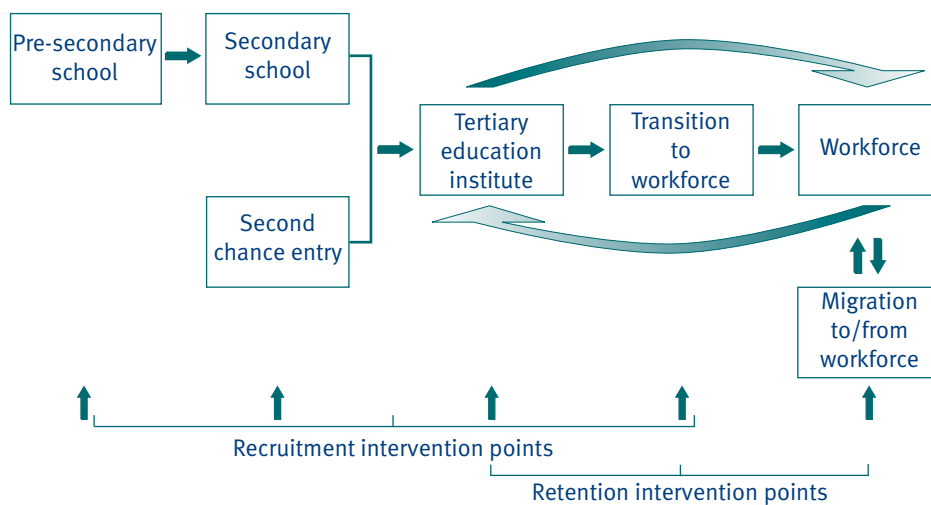 Pre-secondary
school
Secondary
school
Second
chance entry
Tertiary
education
institute
Transition
to
workforce
Workforce
Migration
to/from
workforce
Recruitment intervention points
Retention intervention points